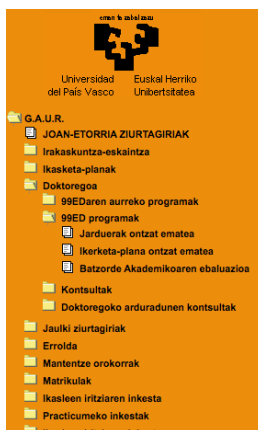 eman ta zabal zazu
Universidad
del País Vasco
Euskal Herriko
Unibertsitatea
G.A.U.R.
JOAN-ETORRIA ZIURTAGIRIAK
Irakaskuntza-eskaintza
Ikasketa-planak
Doktoregoa
99EDaren aurreko programak
99ED programak
Jarduerak ontzat ematea
Ikerketa-plana ontzat ematea
Batzorde Akademikoaren ebaluazioa
Kontsultak
Doktoregoko arduradunen kontsultak
Jaulki ziurtagiriak
Errolda
Mantentze orokorrak
Matrikulak
Ikasleen iritziaren inkesta
Practicumeko inkestak